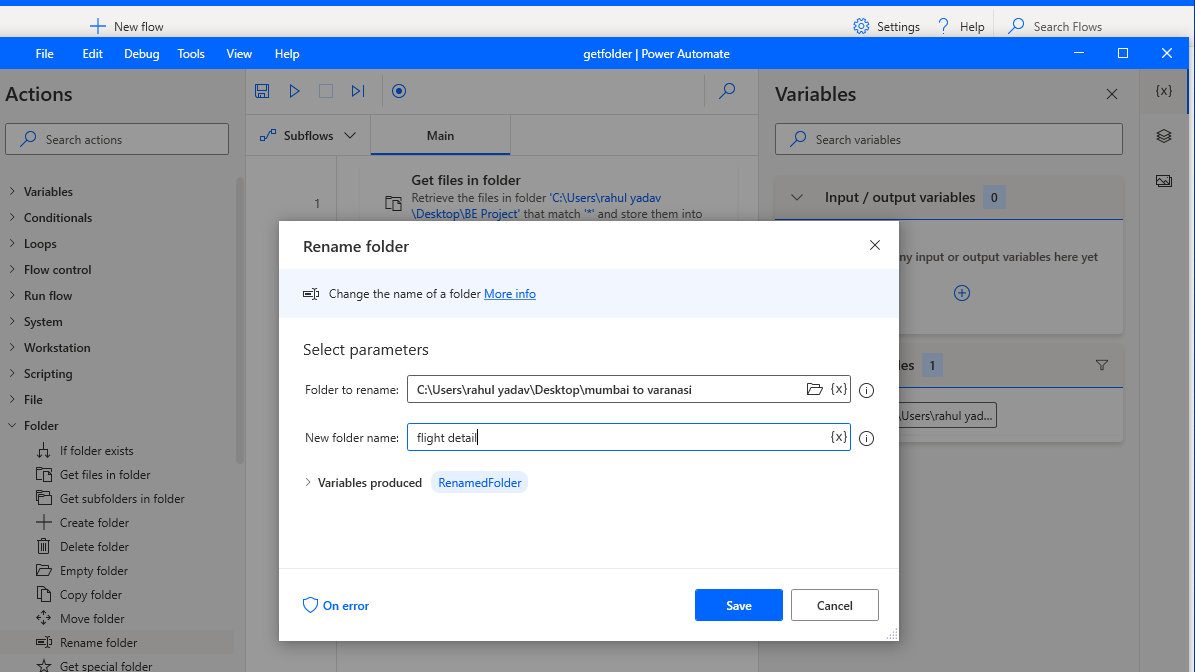 New flow
Settings
Help
Search Flows
File
Edit
Debug
Tools
View
Help
getfolder | Power Automate
Actions
Search actions
Variables
Conditionals
Loops
Flow control
Run flow
System
Workstation
Scripting
File
Folder
If folder exists
Get files in folder
Get subfolders in folder
Create folder
Delete folder
Empty folder
Copy folder
Move folder
Rename folder
Get special folder
Subflows
Main
1
Get files in folder
Retrieve the files in folder 'C:\Users\rahul yadav
\Desktop\BE Project' that match '*' and store them into
Rename folder
Change the name of a folder More info
Select parameters
Folder to rename:
C:\Users\rahul yadav\Desktop\mumbai to varanasi
{x}
New folder name:
flight detail
{x}
Variables produced
RenamedFolder
On error
Save
Cancel
Variables
{x}
Search variables
Input / output variables
0
ny input or output variables here yet
les
1
\Users\rahul yad...